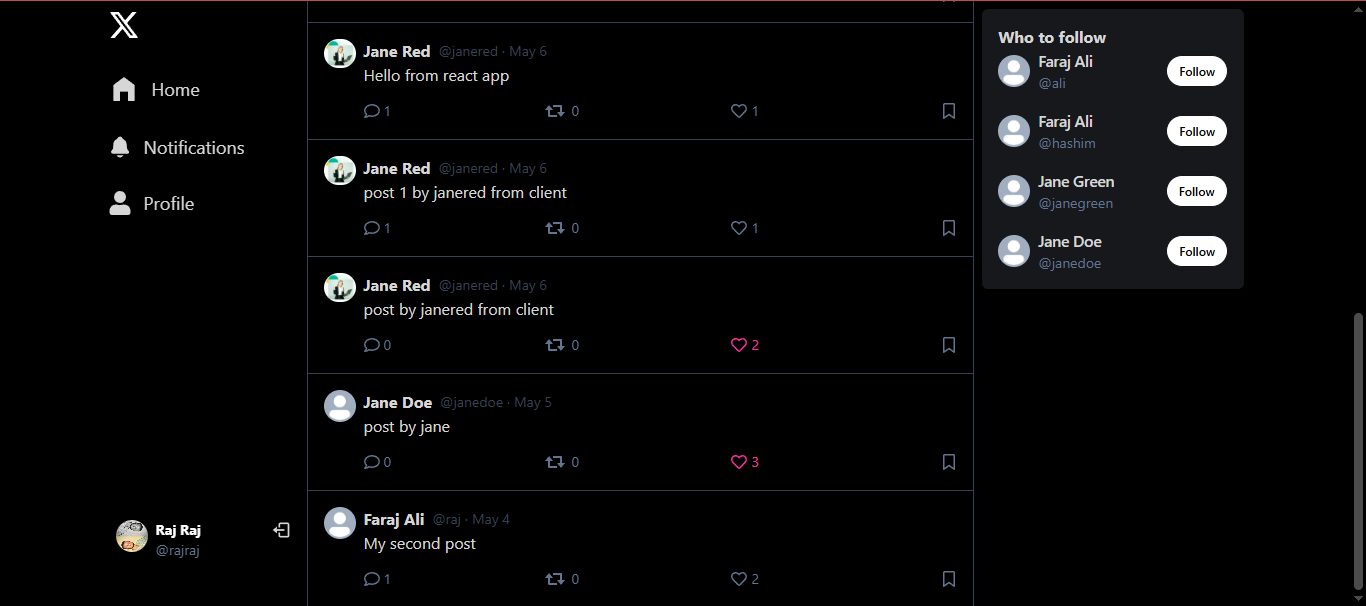 Home
Notifications
Profile
Raj Raj
@rajraj
Jane Red @janered · May 6
Hello from react app
1 0 1
Jane Red @janered · May 6
post 1 by janered from client
1 0 1
Jane Red @janered · May 6
post by janered from client
0 0 2
Jane Doe @janedoe · May 5
post by jane
0 0 3
Faraj Ali @raj · May 4
My second post
1 0 2
Who to follow
Faraj Ali
@ali
Follow
Faraj Ali
@hashim
Follow
Jane Green
@janegreen
Follow
Jane Doe
@janedoe
Follow